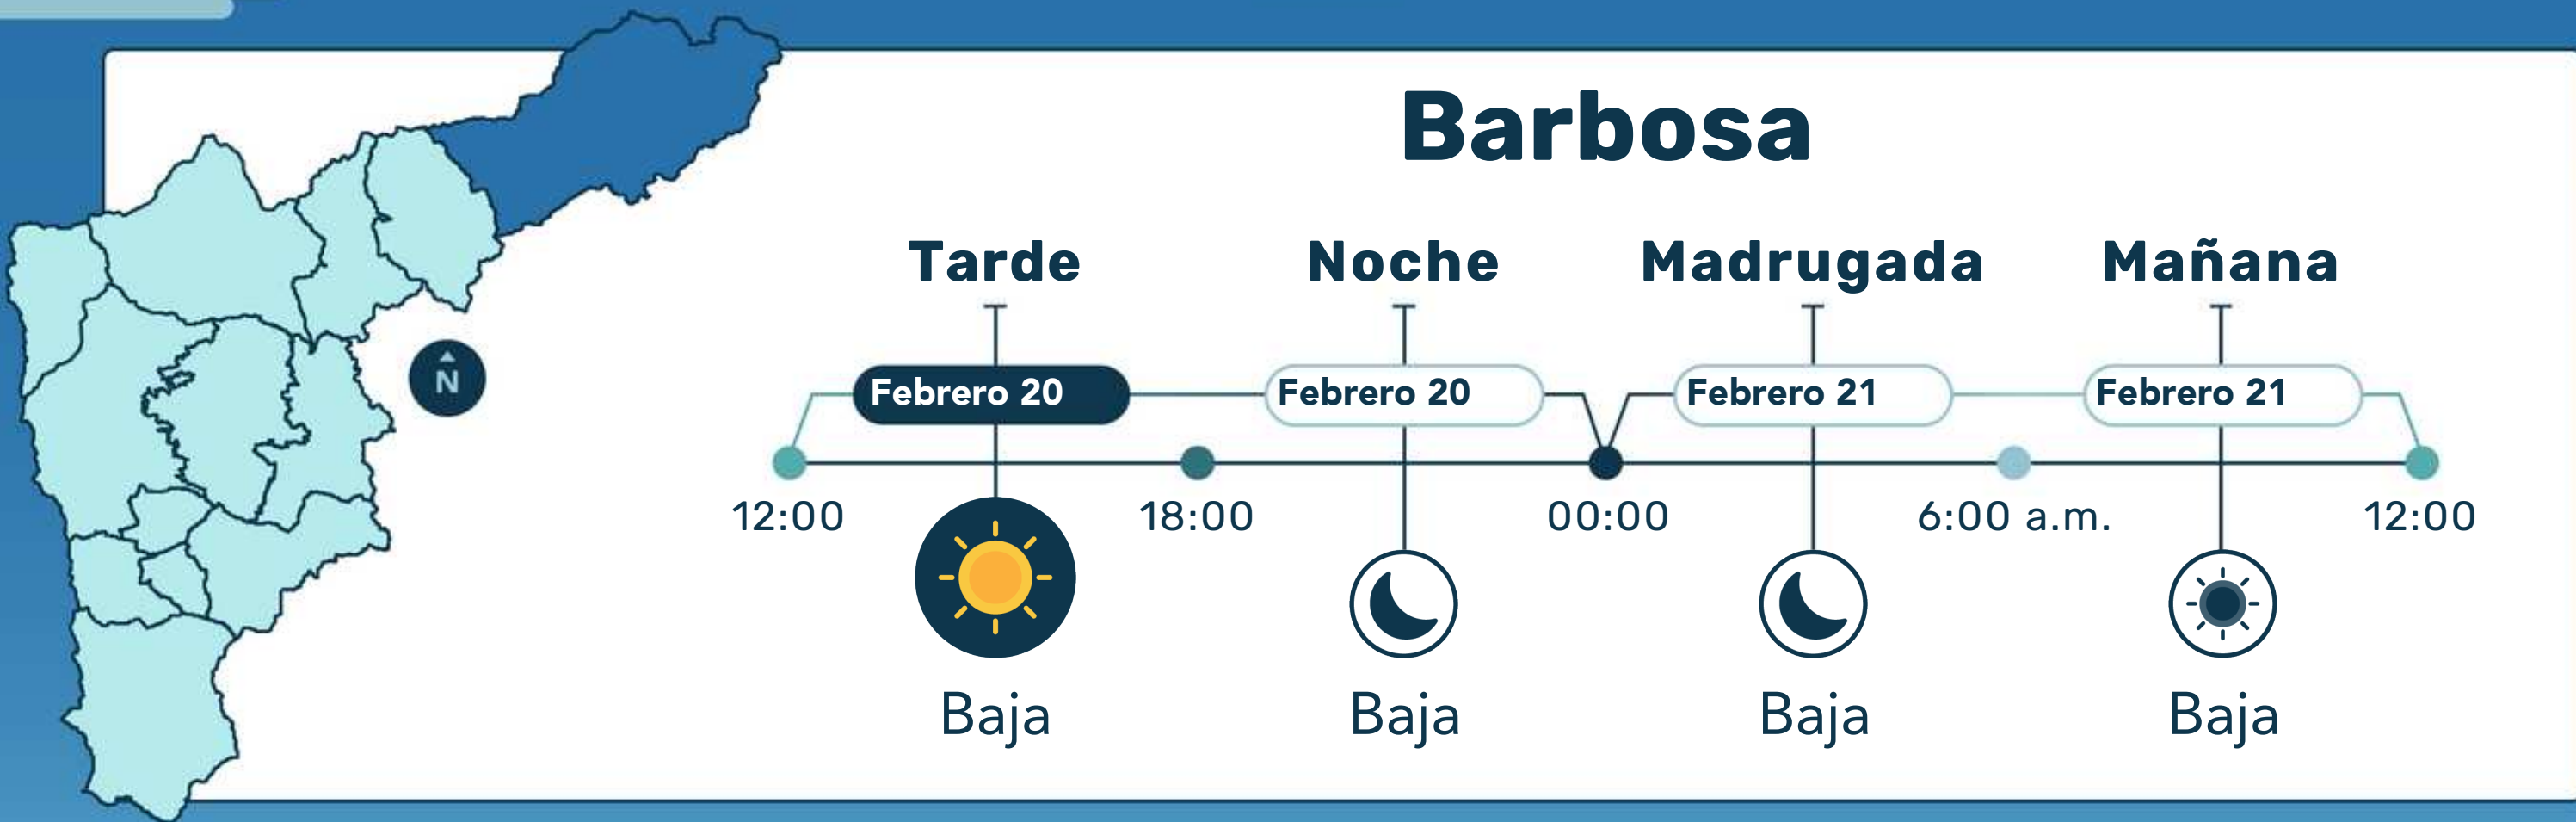 Barbosa
Tarde
Noche
Madrugada
Mañana
N
Febrero 20
Febrero 20
Febrero 21
Febrero 21
12:00
18:00
00:00
6:00 a.m.
12:00
Baja
Baja
Baja
Baja